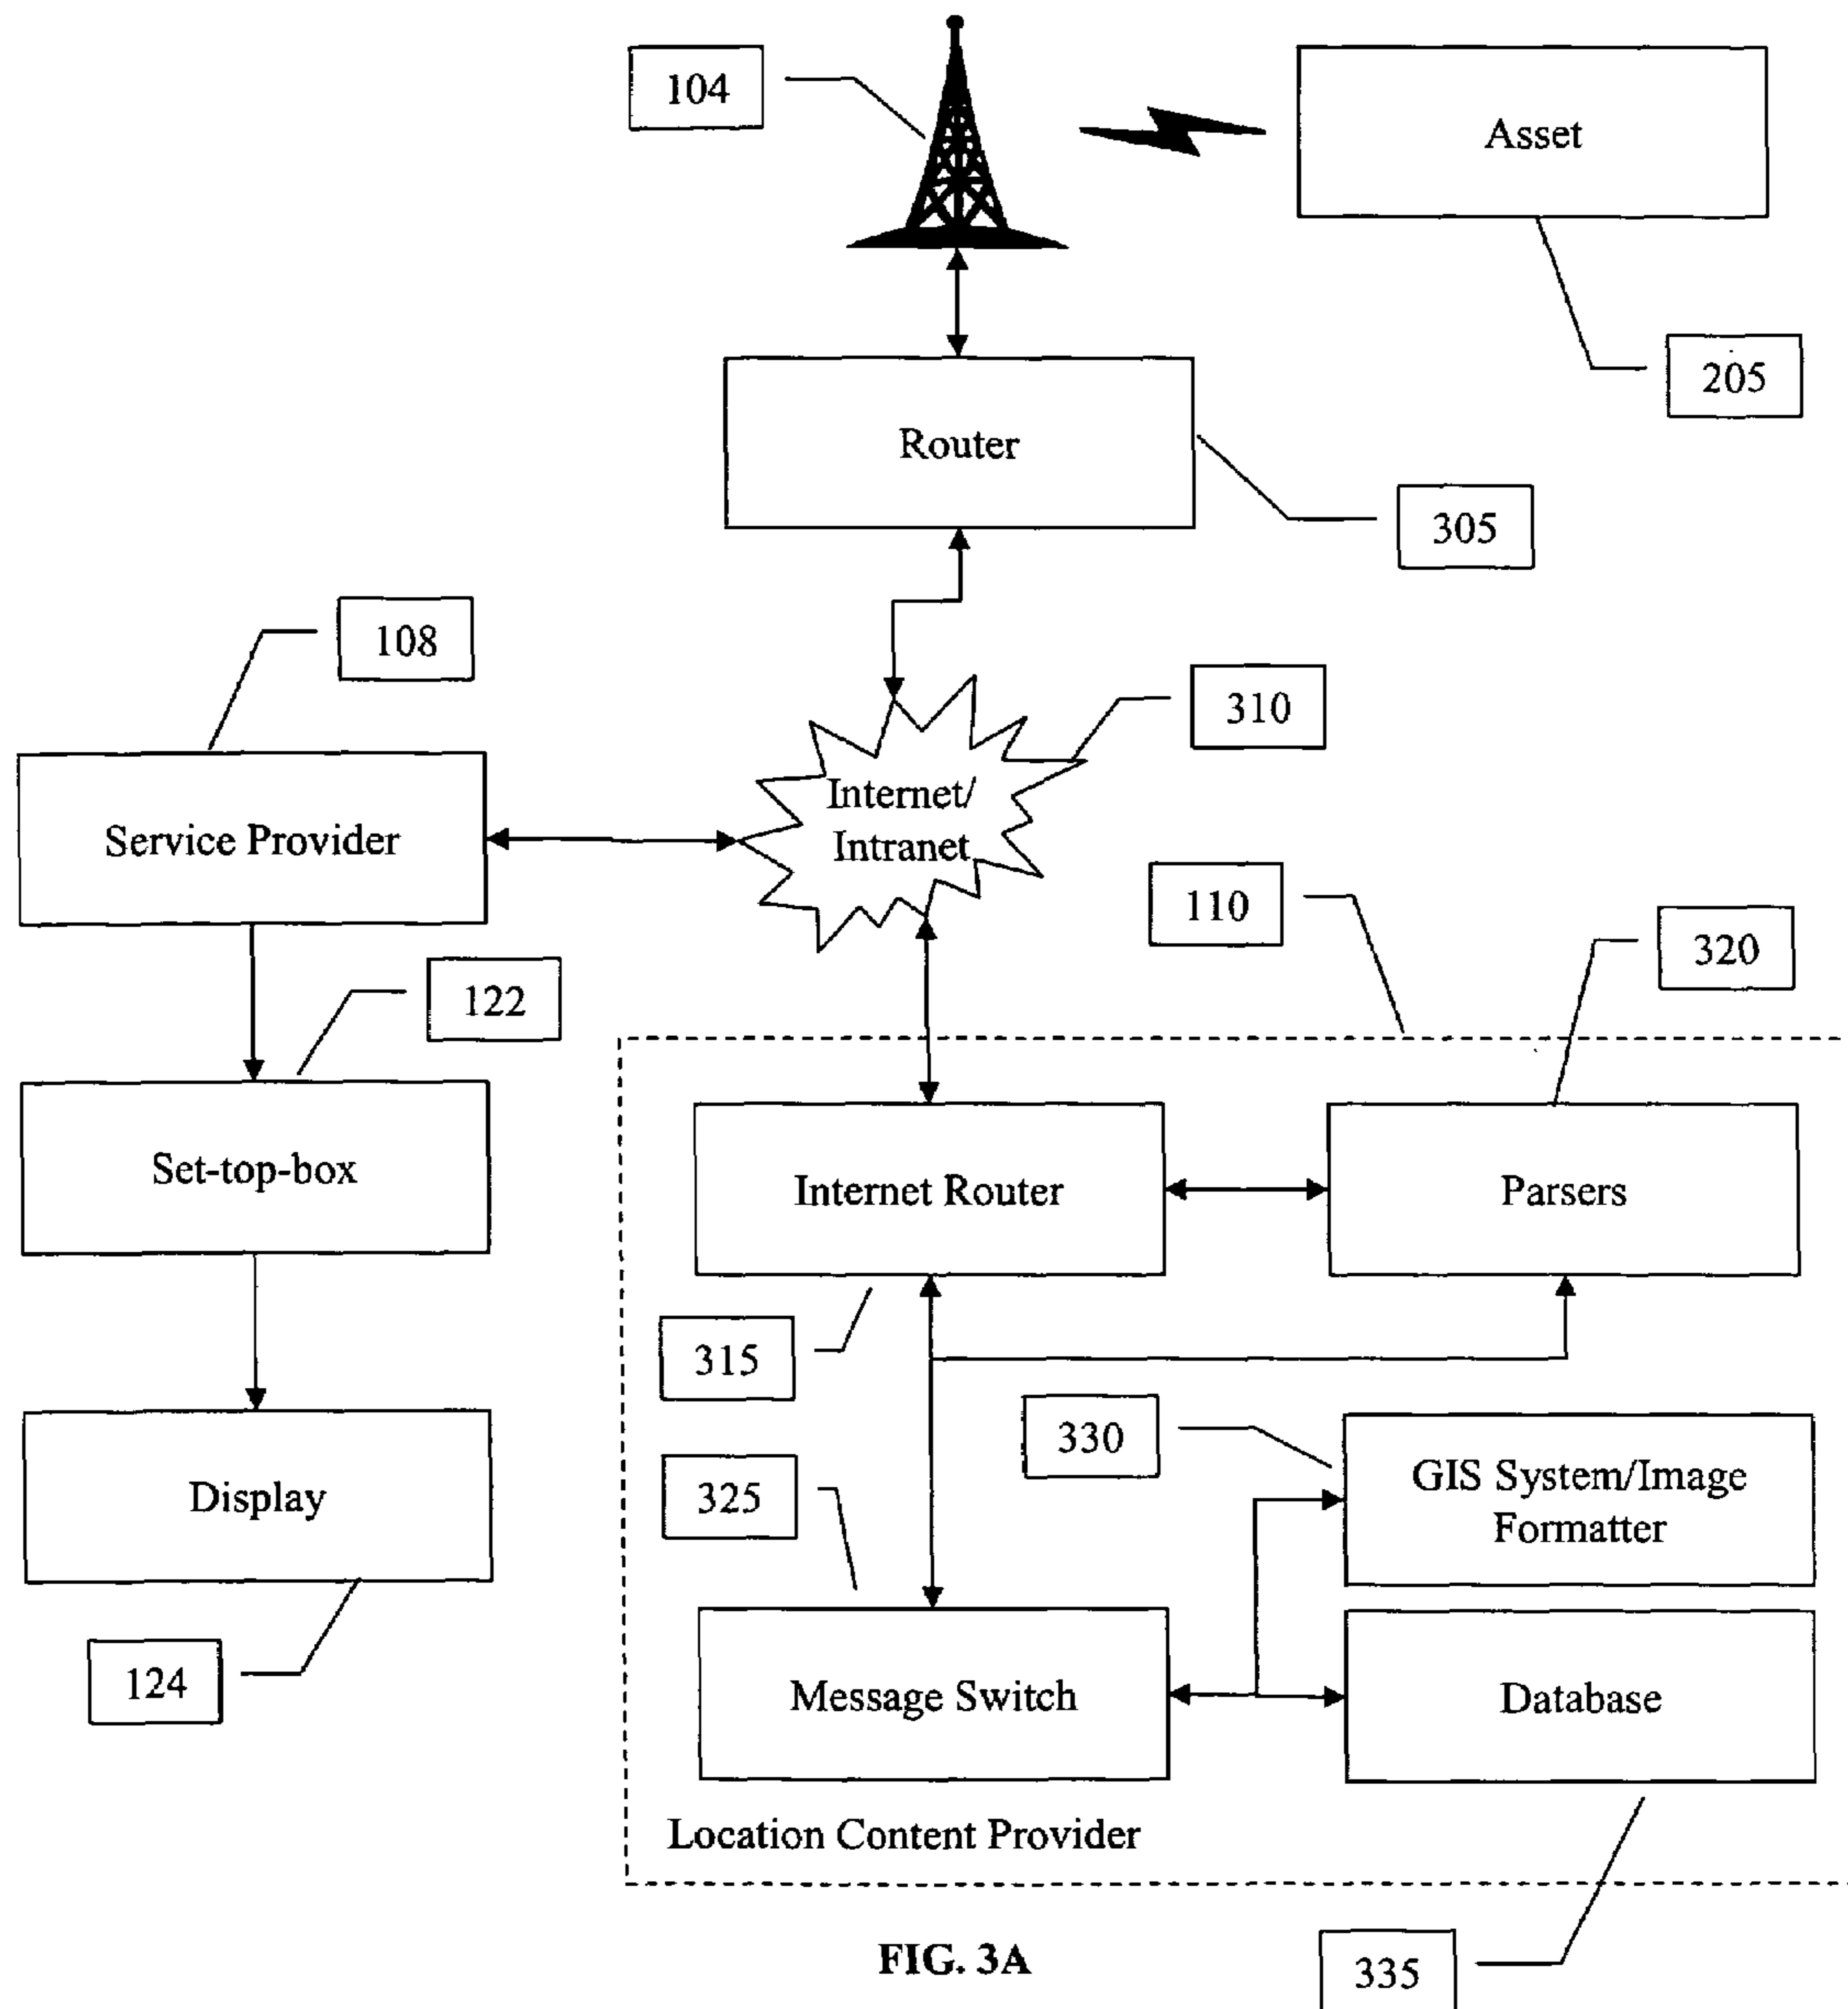 104
Asset
205
Router
305
108
310
Service Provider
Internet/
Intranet
110
320
122
Set-top-box
Internet Router
Parsers
315
330
325
GIS System/Image
Formatter
Display
124
Message Switch
Database
Location Content Provider
FIG. 3A
335